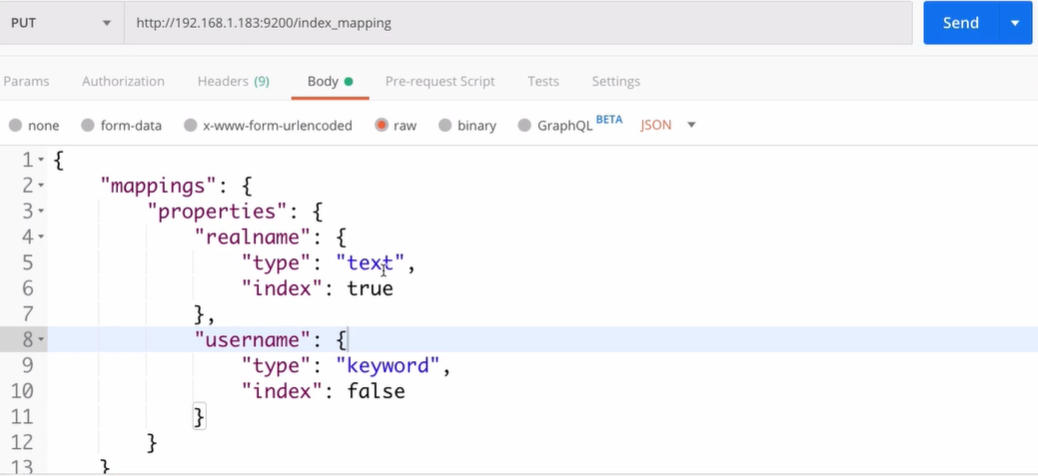 PUT http://192.168.1.183:9200/index_mapping Send
Params Authorization Headers (9) Body Pre-request Script Tests Settings
none form-data x-www-form-urlencoded raw binary GraphQL BETA JSON
1 {
2 "mappings": {
3 "properties": {
4 "realname": {
5 "type": "text",
6 "index": true
7 },
8 "username": {
9 "type": "keyword",
10 "index": false
11 }
12 }
13 }